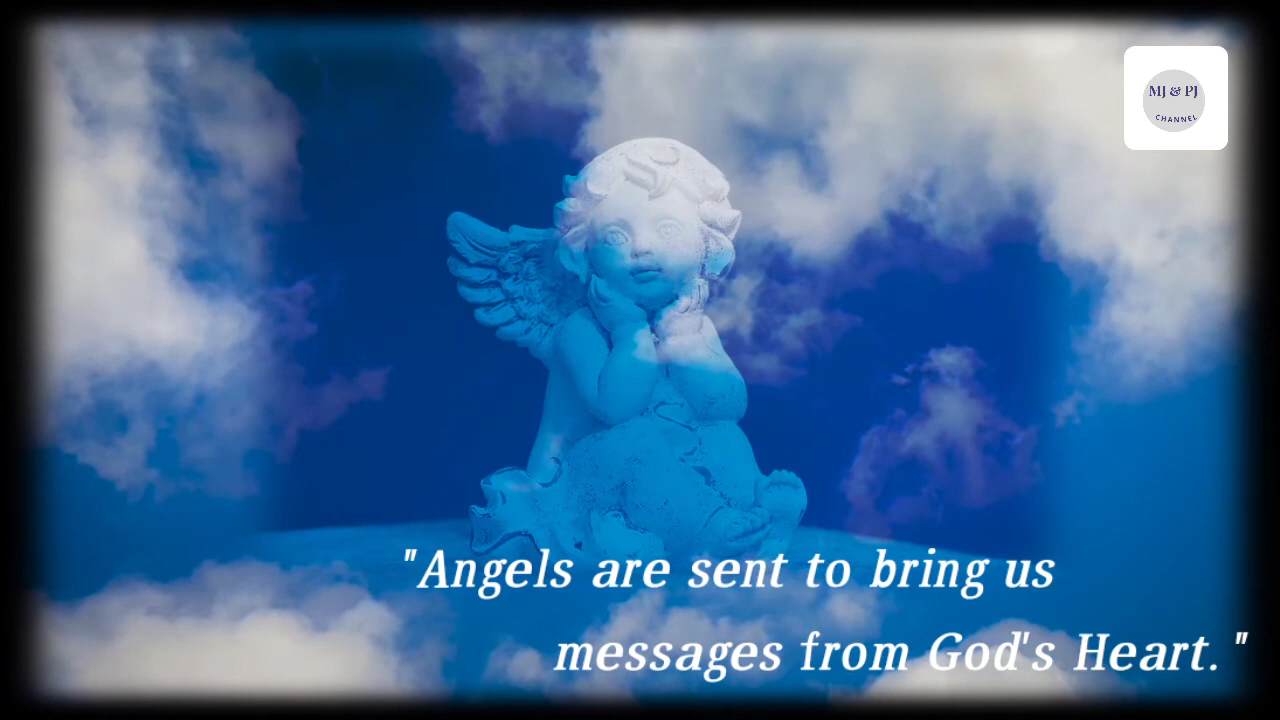 MJ & PJ
CHANNEL
"Angels are sent to bring us
messages from God's Heart. "